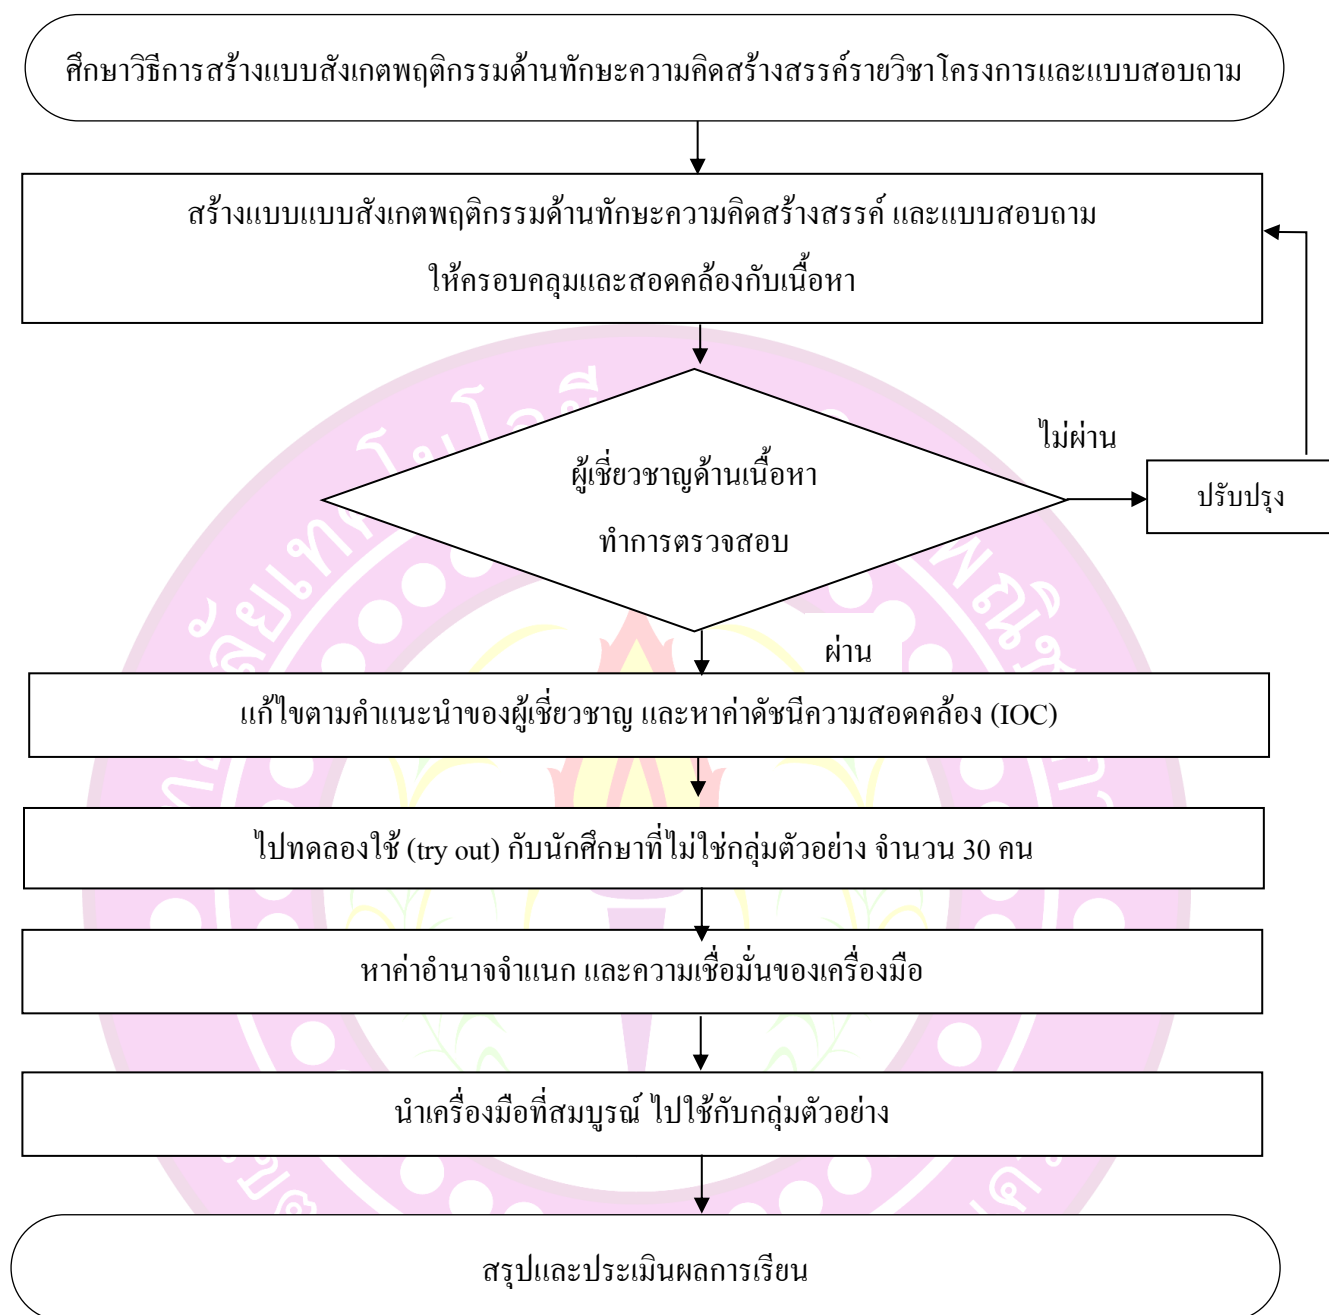 ศึกษาวิธีการสร้างแบบสังเกตพฤติกรรมด้านทักษะความคิดสร้างสรรค์รายวิชาโครงการและแบบสอบถาม
สร้างแบบแบบสังเกตพฤติกรรมด้านทักษะความคิดสร้างสรรค์ และแบบสอบถาม
ให้ครอบคลุมและสอดคล้องกับเนื้อหา
ไม่ผ่าน
ผู้เชี่ยวชาญด้านเนื้อหา
ทำการตรวจสอบ
ปรับปรุง
ผ่าน
แก้ไขตามคำแนะนำของผู้เชี่ยวชาญ และหาค่าดัชนีความสอดคล้อง (IOC)
ไปทดลองใช้ (try out) กับนักศึกษาที่ไม่ใช่กลุ่มตัวอย่าง จำนวน 30 คน
หาค่าอำนาจจำแนก และความเชื่อมั่นของเครื่องมือ
นำเครื่องมือที่สมบูรณ์ ไปใช้กับกลุ่มตัวอย่าง
สรุปและประเมินผลการเรียน